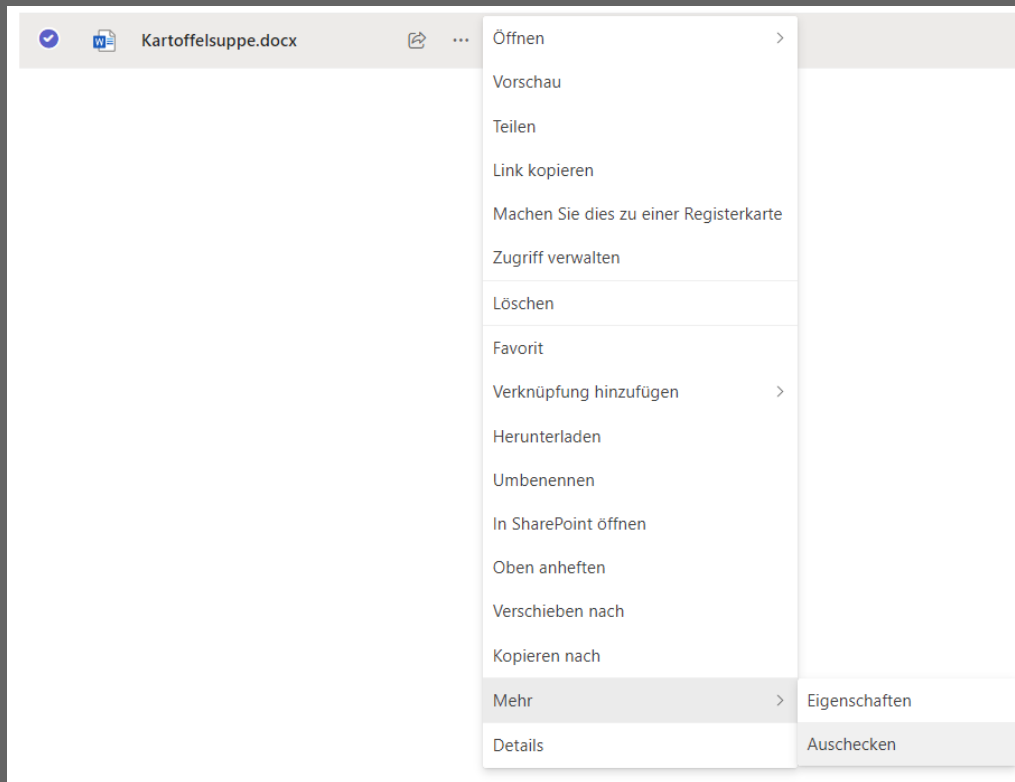 Kartoffelsuppe.docx
Öffnen
Vorschau
Teilen
Link kopieren
Machen Sie dies zu einer Registerkarte
Zugriff verwalten
Löschen
Favorit
Verknüpfung hinzufügen
Herunterladen
Umbenennen
In SharePoint öffnen
Oben anheften
Verschieben nach
Kopieren nach
Mehr
Eigenschaften
Details
Auschecken